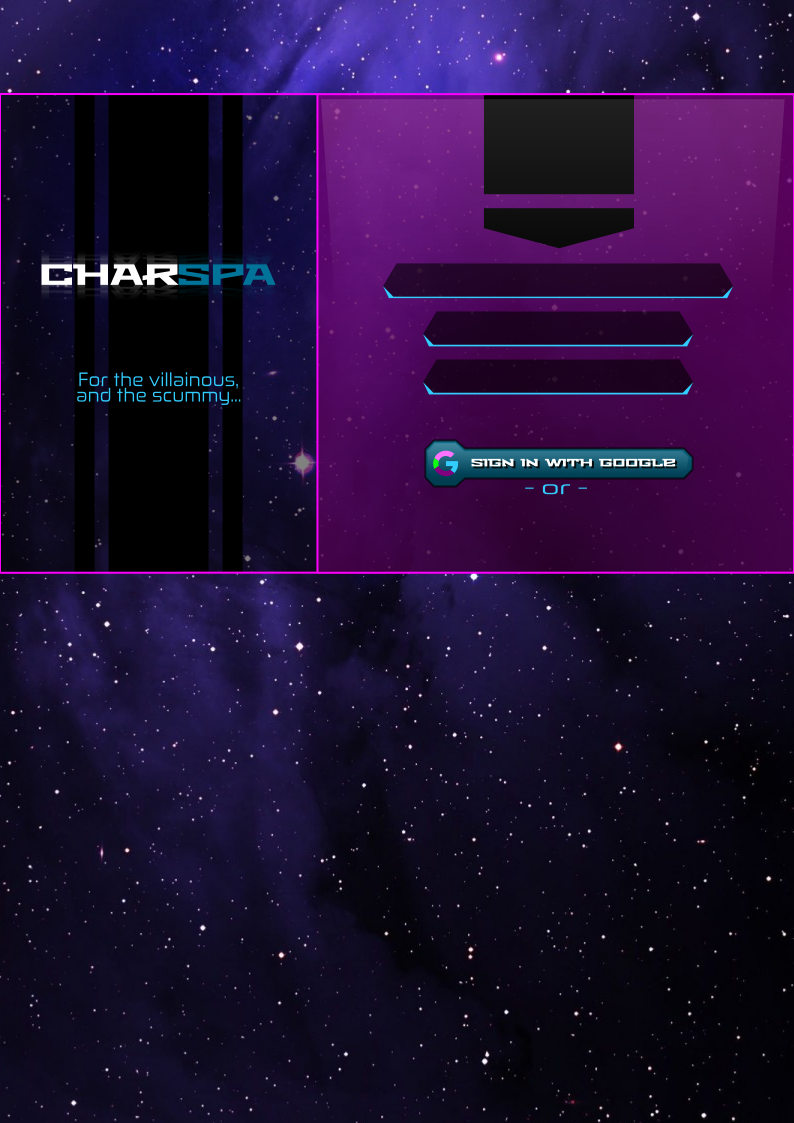 CHARSPA
For the villainous,
and the scummy...
SIGN IN WITH GOOGLE
- or -